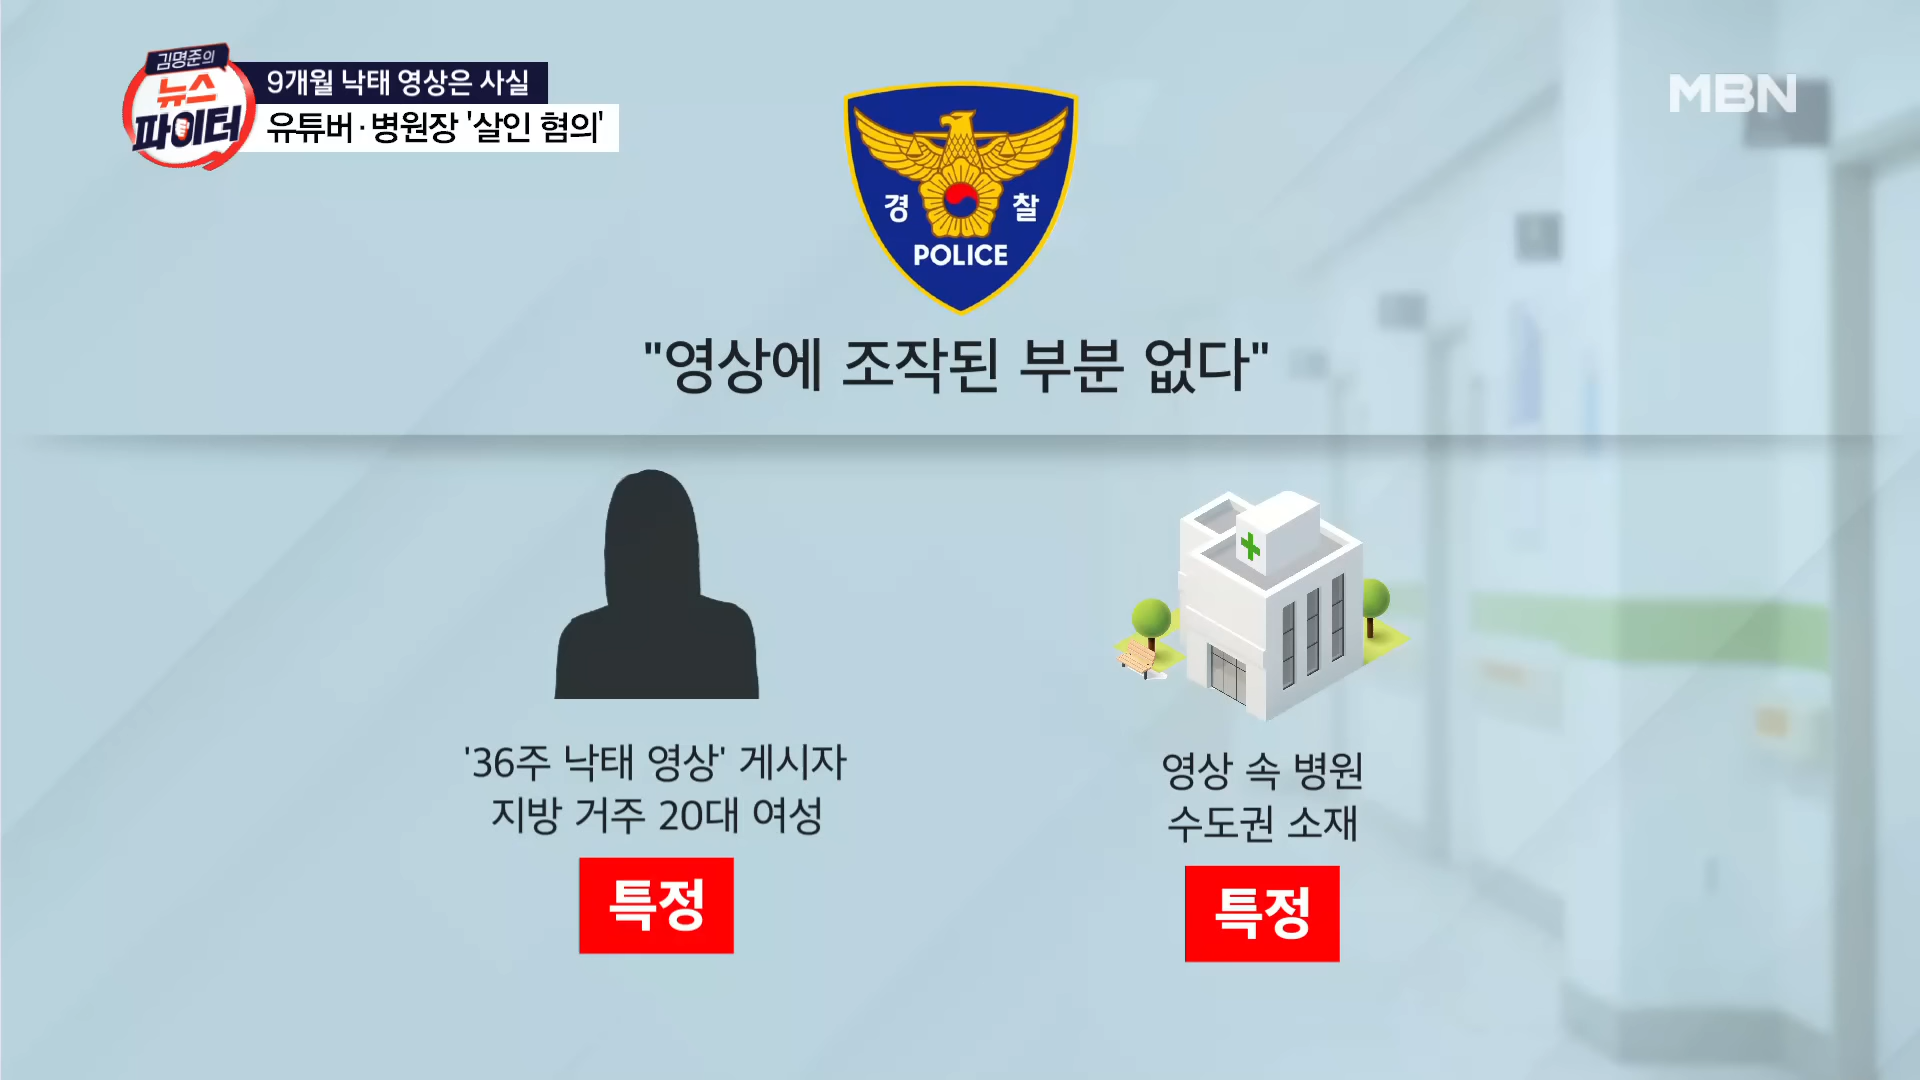 김명준의
뉴스
파이터
9개월 낙태 영상은 사실
유튜버·병원장 '살인 혐의'
MBN
경 찰
POLICE
"영상에 조작된 부분 없다"
'36주 낙태 영상' 게시자
지방 거주 20대 여성
특정
영상 속 병원
수도권 소재
특정